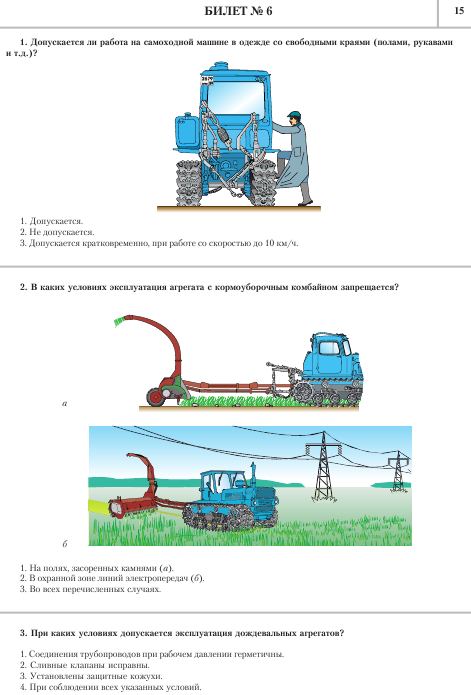 БИЛЕТ № 6
15
1. Допускается ли работа на самоходной машине в одежде со свободными краями (полами, рукавами
и т.д.)?
1. Допускается.
2. Не допускается.
3. Допускается кратковременно, при работе со скоростью до 10 км/ч.
2. В каких условиях эксплуатация агрегата с кормоуборочным комбайном запрещается?
а
б
1. На полях, засоренных камнями (а).
2. В охранной зоне линий электропередач (б).
3. Во всех перечисленных случаях.
3. При каких условиях допускается эксплуатация дождевальных агрегатов?
1. Соединения трубопроводов при рабочем давлении герметичны.
2. Сливные клапаны исправны.
3. Установлены защитные кожухи.
4. При соблюдении всех указанных условий.